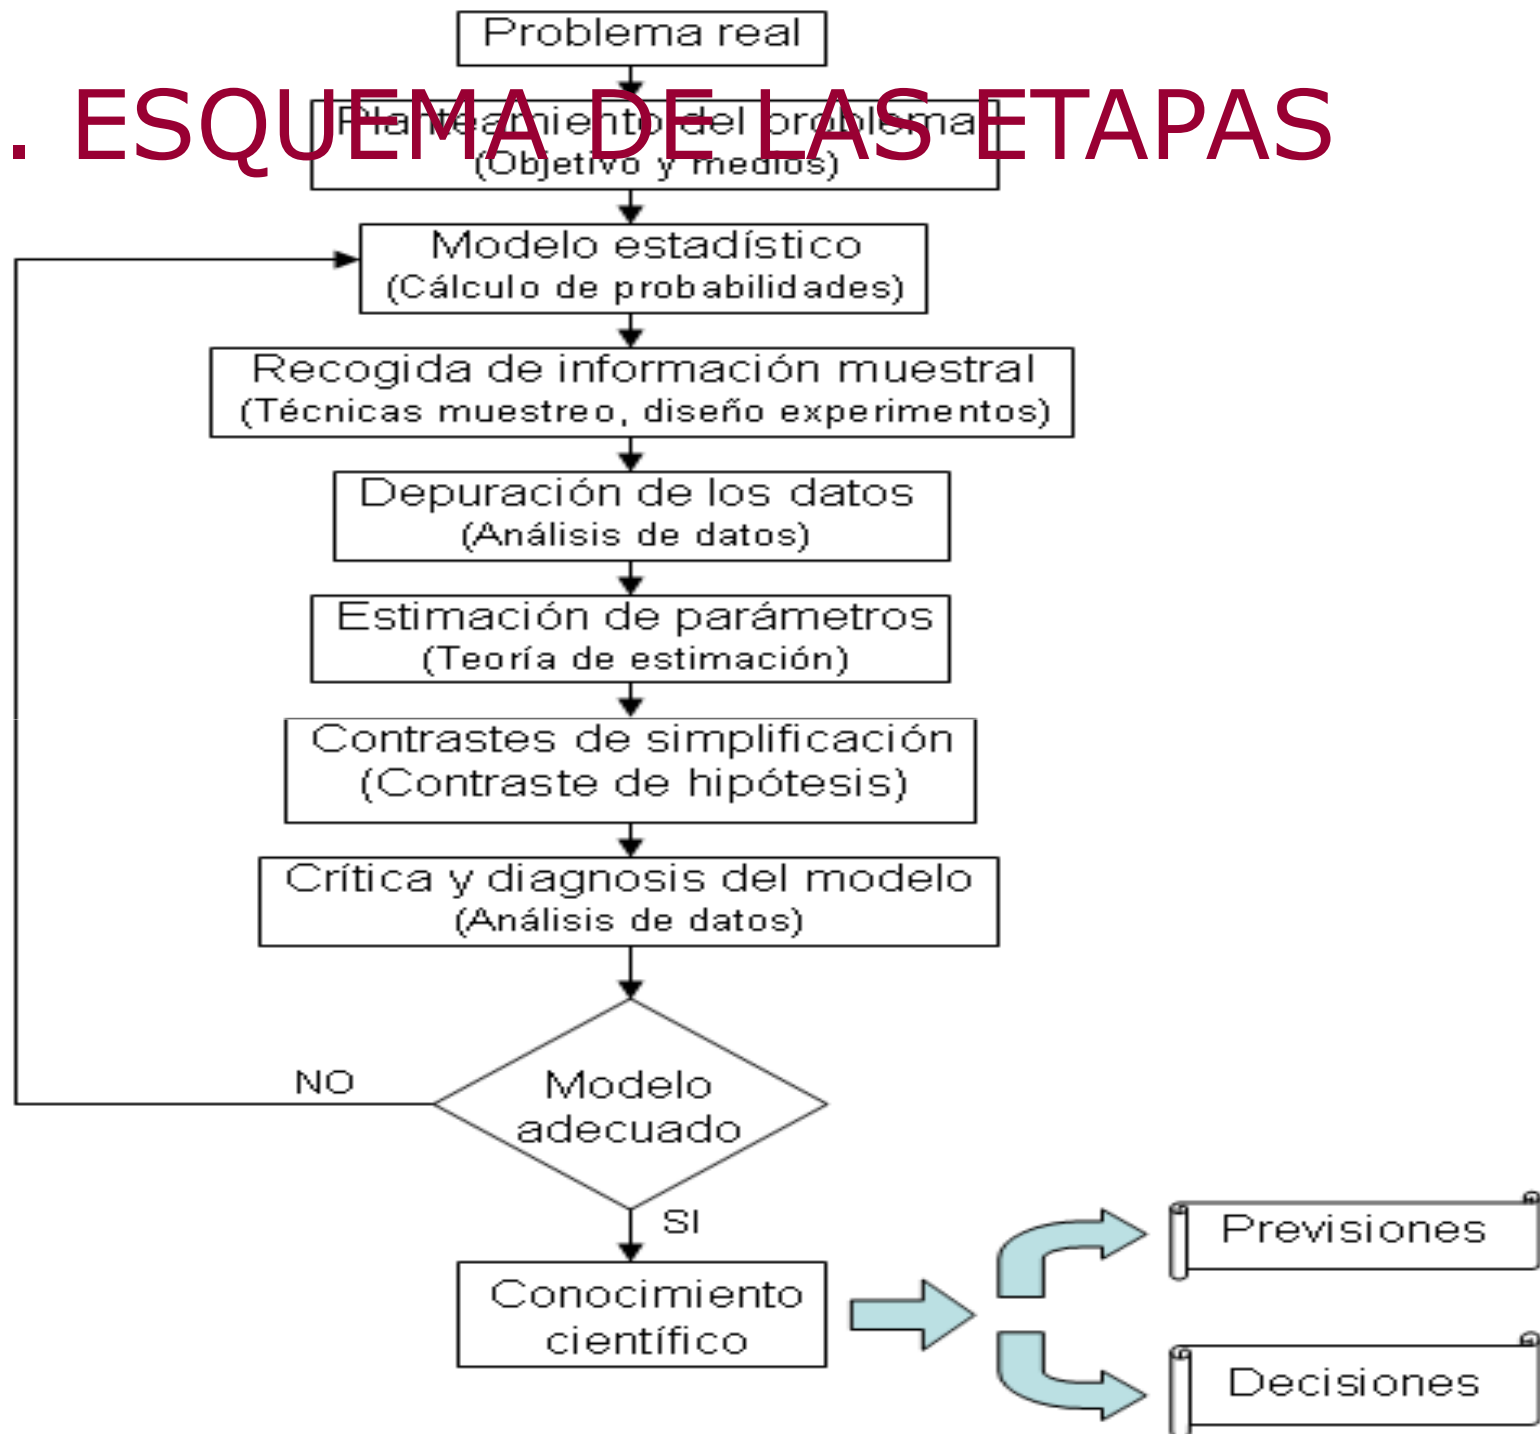 Problema real
. ESQUEMA DE LAS ETAPAS
Planteamiento del problema
(Objetivo y medios)
Modelo estadístico
(Cálculo de probabilidades)
Recogida de información muestral
(Técnicas muestreo, diseño experimentos)
Depuración de los datos
(Análisis de datos)
Estimación de parámetros
(Teoría de estimación)
Contrastes de simplificación
(Contraste de hipótesis)
Crítica y diagnosis del modelo
(Análisis de datos)
NO
Modelo
adecuado
SI
Conocimiento
científico
Previsiones
Decisiones